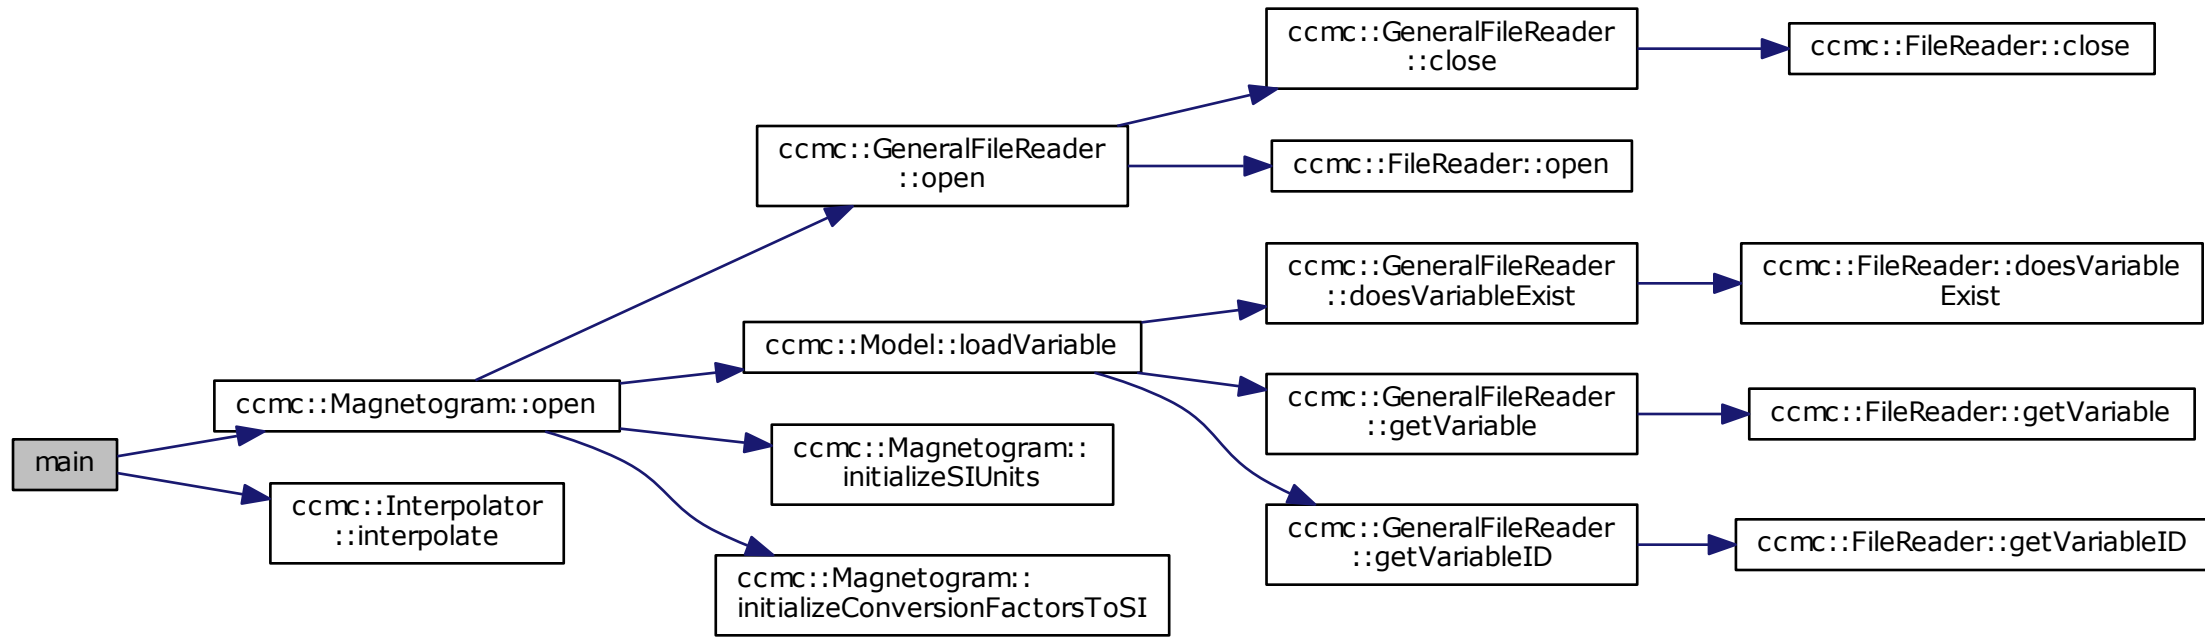 main
ccmc::Magnetogram::open
ccmc::Interpolator
::interpolate
ccmc::GeneralFileReader
::open
ccmc::Model::loadVariable
ccmc::Magnetogram::
initializeSIUnits
ccmc::Magnetogram::
initializeConversionFactorsToSI
ccmc::GeneralFileReader
::close
ccmc::FileReader::open
ccmc::GeneralFileReader
::doesVariableExist
ccmc::GeneralFileReader
::getVariable
ccmc::GeneralFileReader
::getVariableID
ccmc::FileReader::close
ccmc::FileReader::doesVariable
Exist
ccmc::FileReader::getVariable
ccmc::FileReader::getVariableID